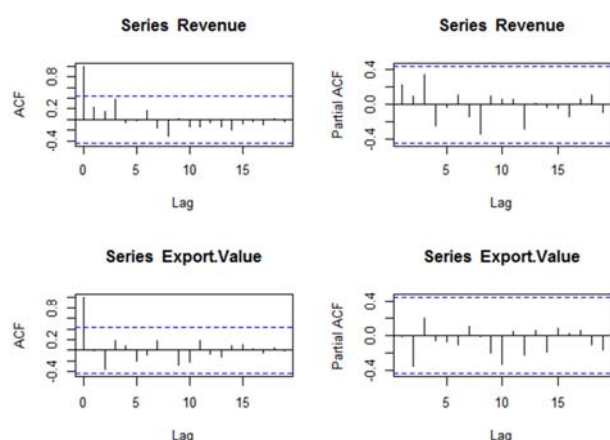 Series Revenue
Series Revenue
ACF
0.8
0.2
-0.4
0 5 10 15
Lag
Partial ACF
0.4
0.0
-0.4
5 10 15
Lag
Series Export.Value
Series Export.Value
ACF
0.8
0.2
-0.4
0 5 10 15
Lag
Partial ACF
0.4
0.0
-0.4
5 10 15
Lag